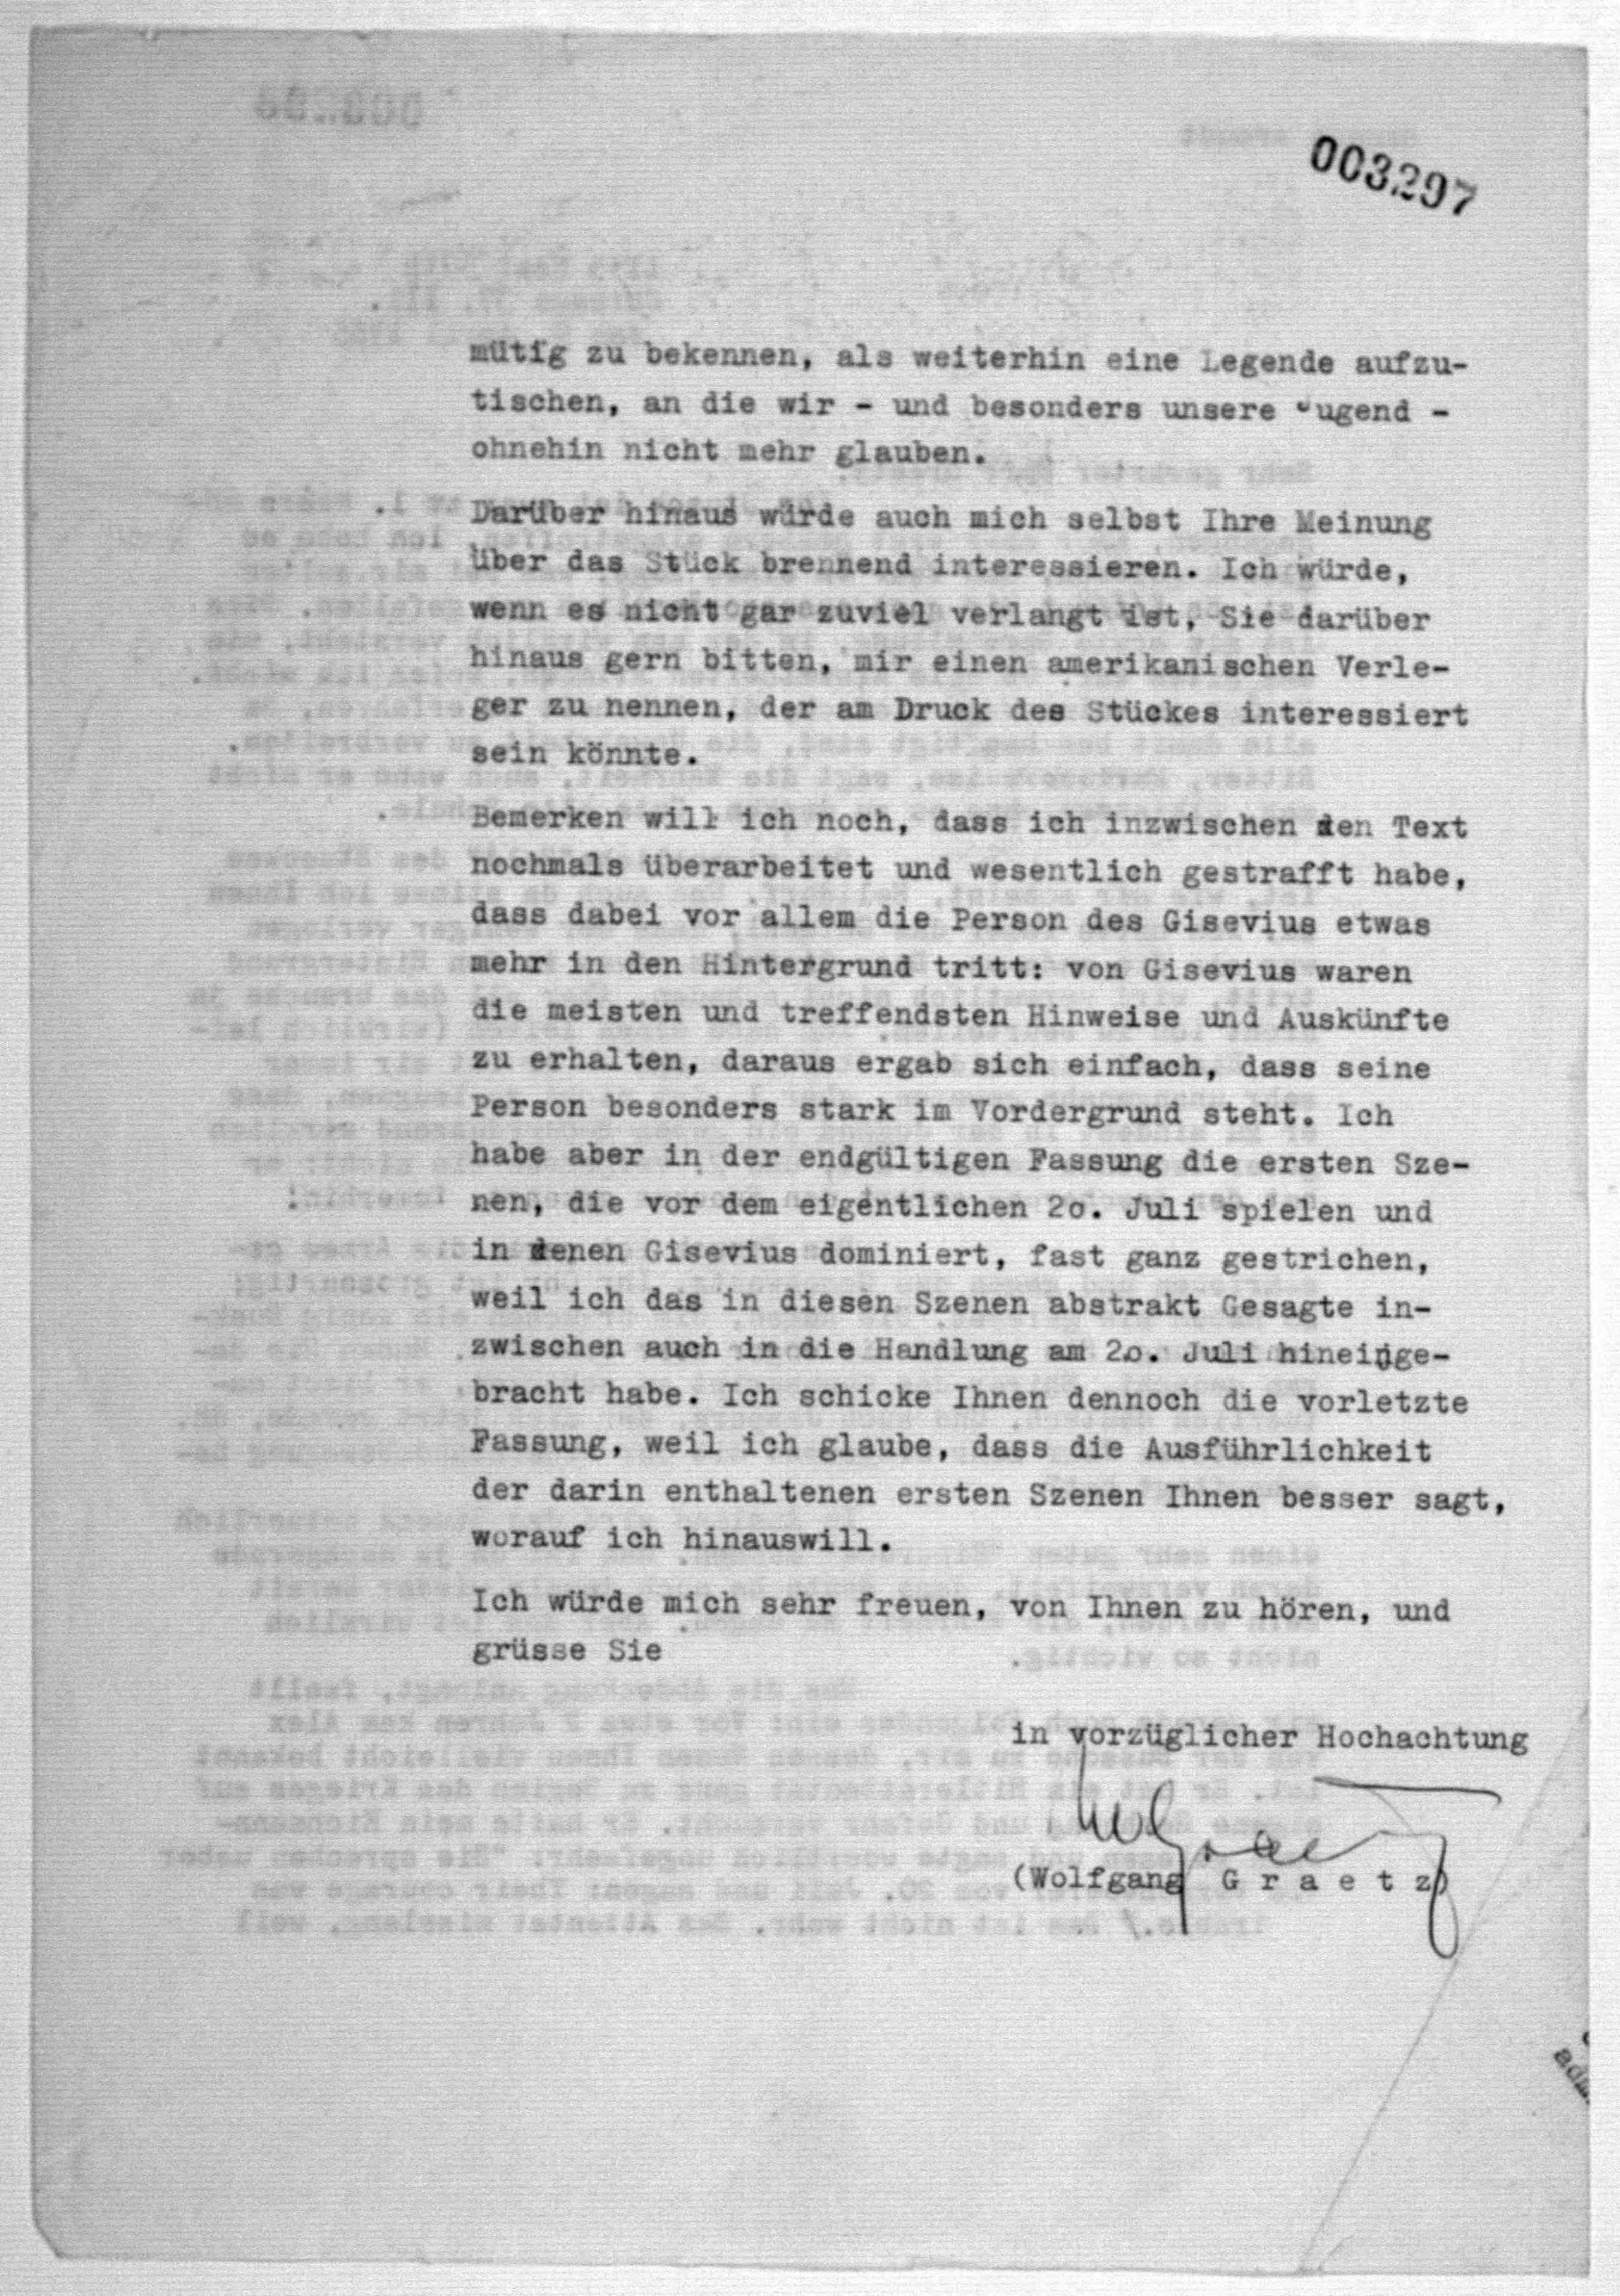 003297
mütig zu bekennen, als weiterhin eine Legende aufzu-
tischen, an die wir - und besonders unsere Jugend -
ohnehin nicht mehr glauben.
Darüber hinaus würde auch mich selbst Ihre Meinung
über das Stück brennend interessieren. Ich würde,
wenn es nicht gar zuviel verlangt ist, Sie darüber
hinaus gern bitten, mir einen amerikanischen Verle-
ger zu nennen, der am Druck des Stückes interessiert
sein könnte.
Bemerken will ich noch, dass ich inzwischen den Text
nochmals überarbeitet und wesentlich gestrafft habe,
dass dabei vor allem die Person des Gisevius etwas
mehr in den Hintergrund tritt: von Gisevius waren
die meisten und treffendsten Hinweise und Auskünfte
zu erhalten, daraus ergab sich einfach, dass seine
Person besonders stark im Vordergrund steht. Ich
habe aber in der endgültigen Fassung die ersten Sze-
nen, die vor dem eigentlichen 2o. Juli spielen und
in denen Gisevius dominiert, fast ganz gestrichen,
weil ich das in diesen Szenen abstrakt Gesagte in-
zwischen auch in die Handlung am 2o. Juli hineinge-
bracht habe. Ich schicke Ihnen dennoch die vorletzte
Fassung, weil ich glaube, dass die Ausführlichkeit
der darin enthaltenen ersten Szenen Ihnen besser sagt,
worauf ich hinauswill.
Ich würde mich sehr freuen, von Ihnen zu hören, und
grüsse Sie
in vorzüglicher Hochachtung
(Wolfgang G r a e t z)